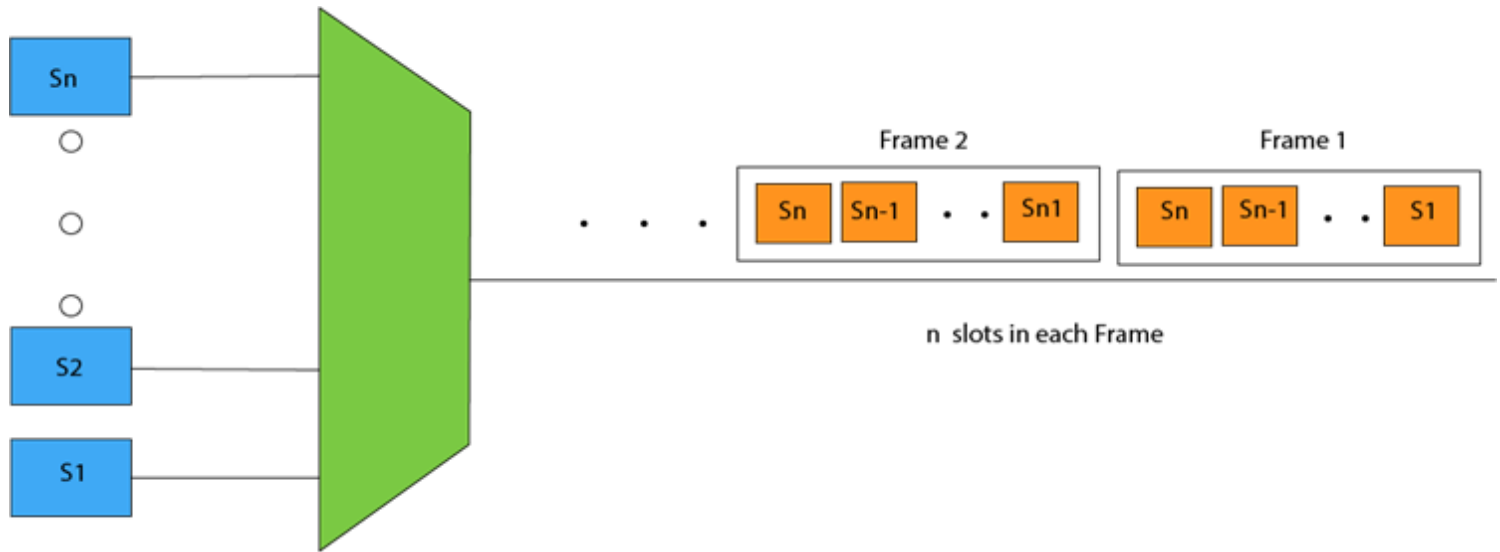 Sn
S2
S1
Frame 2
Sn Sn-1 Sn1
Frame 1
Sn Sn-1 S1
n slots in each Frame